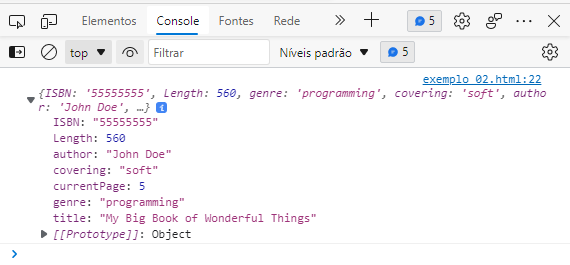 Elementos Console Fontes Rede » + 5
top Filtrar Níveis padrão 5
exemplo 02.html:22
{ISBN: '55555555', Length: 560, genre: 'programming', covering: 'soft', autho
r: 'John Doe', …} i
ISBN: "55555555"
Length: 560
author: "John Doe"
covering: "soft"
currentPage: 5
genre: "programming"
title: "My Big Book of Wonderful Things"
[[Prototype]]: Object